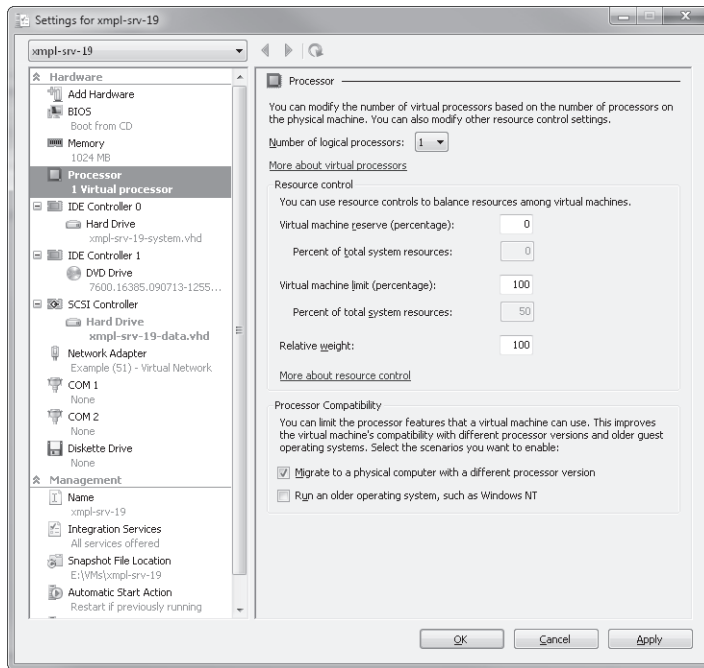 Settings for xmpl-srv-19
xmpl-srv-19
Hardware
Add Hardware
BIOS
Boot from CD
Memory
1024 MB
Processor
1 Virtual processor
IDE Controller 0
Hard Drive
xmpl-srv-19-system.vhd
IDE Controller 1
DVD Drive
7600.16385.090713-1255...
SCSI Controller
Hard Drive
xmpl-srv-19-data.vhd
Network Adapter
Example (51) - Virtual Network
COM 1
None
COM 2
None
Diskette Drive
None
Management
Name
xmpl-srv-19
Integration Services
All services offered
Snapshot File Location
E:\VMs\xmpl-srv-19
Automatic Start Action
Restart if previously running
Processor
You can modify the number of virtual processors based on the number of processors on
the physical machine. You can also modify other resource control settings.
Number of logical processors: 1
More about virtual processors
Resource control
You can use resource controls to balance resources among virtual machines.
Virtual machine reserve (percentage): 0
Percent of total system resources: 0
Virtual machine limit (percentage): 100
Percent of total system resources: 50
Relative weight: 100
More about resource control
Processor Compatibility
You can limit the processor features that a virtual machine can use. This improves
the virtual machine's compatibility with different processor versions and older guest
operating systems. Select the scenarios you want to enable:
Migrate to a physical computer with a different processor version
Run an older operating system, such as Windows NT
OK Cancel Apply